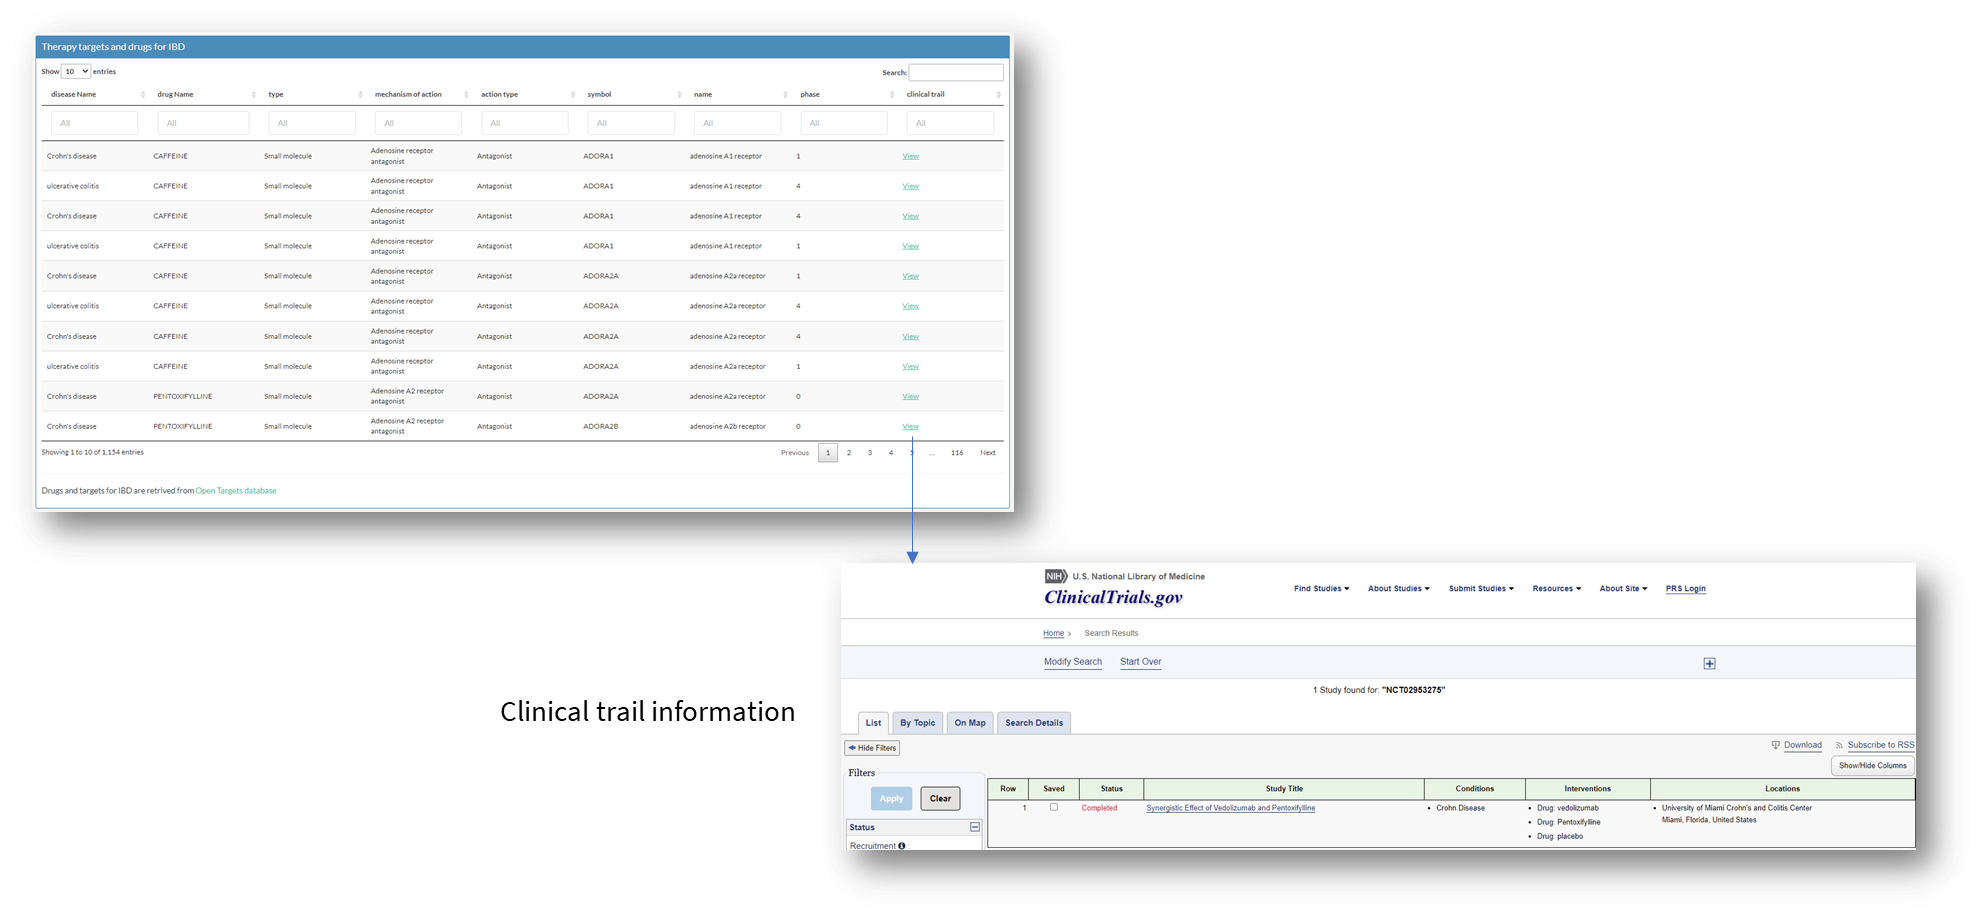 Therapy targets and drugs for IBD
Show 10 entries
Search:
disease Name drug Name type mechanism of action action type symbol name phase clinical trail
All All All All All All All All All
Crohn's disease CAFFEINE Small molecule Adenosine receptor antagonist Antagonist ADORA1 adenosine A1 receptor 1 View
ulcerative colitis CAFFEINE Small molecule Adenosine receptor antagonist Antagonist ADORA1 adenosine A1 receptor 4 View
Crohn's disease CAFFEINE Small molecule Adenosine receptor antagonist Antagonist ADORA1 adenosine A1 receptor 4 View
ulcerative colitis CAFFEINE Small molecule Adenosine receptor antagonist Antagonist ADORA1 adenosine A1 receptor 1 View
Crohn's disease CAFFEINE Small molecule Adenosine receptor antagonist Antagonist ADORA2A adenosine A2a receptor 1 View
ulcerative colitis CAFFEINE Small molecule Adenosine receptor antagonist Antagonist ADORA2A adenosine A2a receptor 4 View
Crohn's disease CAFFEINE Small molecule Adenosine receptor antagonist Antagonist ADORA2A adenosine A2a receptor 4 View
ulcerative colitis CAFFEINE Small molecule Adenosine receptor antagonist Antagonist ADORA2A adenosine A2a receptor 1 View
Crohn's disease PENTOXIFYLLINE Small molecule Adenosine A2 receptor antagonist Antagonist ADORA2A adenosine A2a receptor 0 View
Crohn's disease PENTOXIFYLLINE Small molecule Adenosine A2 receptor antagonist Antagonist ADORA2B adenosine A2b receptor 0 View
Showing 1 to 10 of 1,154 entries
Previous 1 2 3 4 5 ... 116 Next
Drugs and targets for IBD are retrived from Open Targets database
Clinical trail information
NIH U.S. National Library of Medicine
ClinicalTrials.gov
Find Studies About Studies Submit Studies Resources About Site PRS Login
Home > Search Results
Modify Search Start Over
1 Study found for: "NCT02953275"
List By Topic On Map Search Details
Hide Filters
Download Subscribe to RSS
Show/Hide Columns
Filters
Apply Clear
Status
Recruitment
Row Saved Status Study Title Conditions Interventions Locations
1 Completed Synergistic Effect of Vedolizumab and Pentoxifylline
• Crohn Disease
• Drug: vedolizumab
• Drug: Pentoxifylline
• Drug: placebo
• University of Miami Crohn's and Colitis Center
Miami, Florida, United States